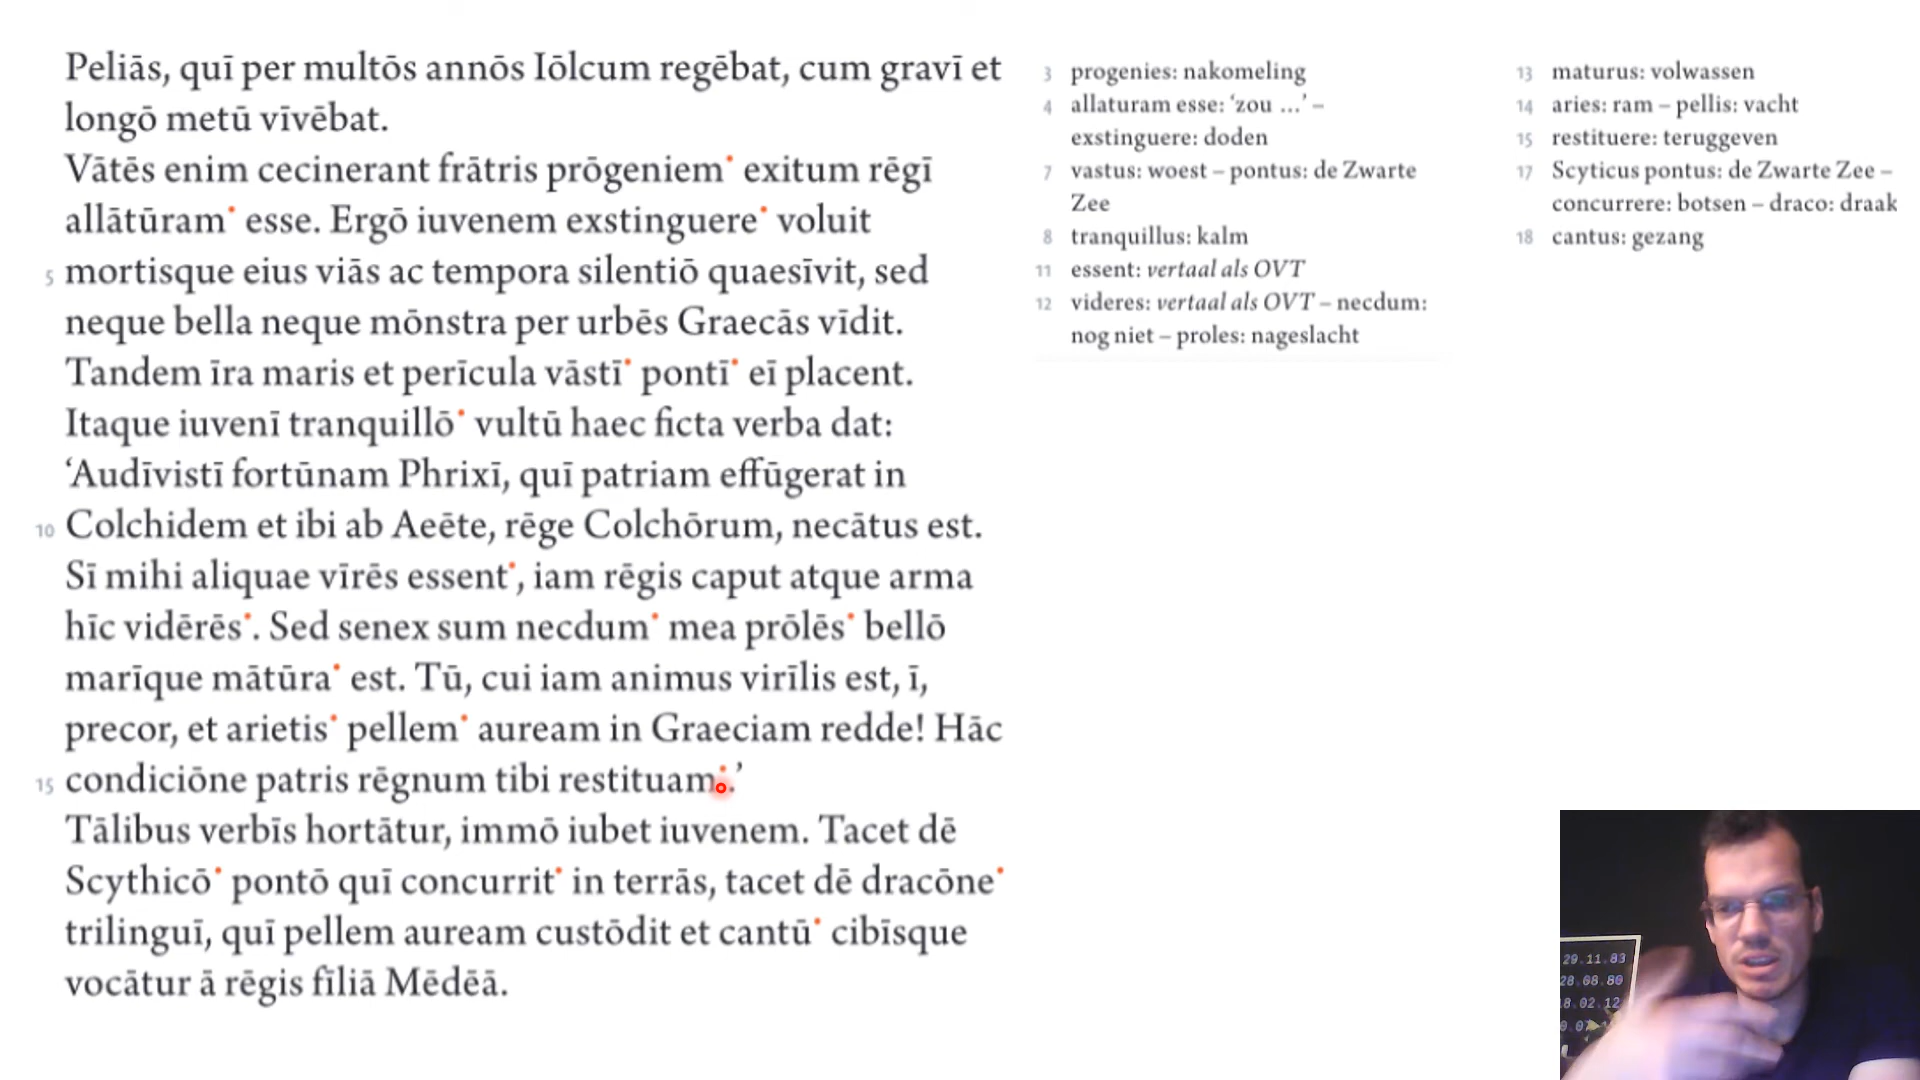 Peliās, quī per multōs annōs Iōlcum regēbat, cum gravī et
longō metū vīvēbat.
Vātēs enim cecinerant frātris prōgeniem• exitum rēgī
allātūram• esse. Ergō iuvenem exstinguere• voluit
5 mortisque eius viās ac tempora silentiō quaesīvit, sed
neque bella neque mōnstra per urbēs Graecās vīdit.
Tandem īra maris et perīcula vāstī• pontī• eī placent.
Itaque iuvenī tranquillō• vultū haec ficta verba dat:
‘Audīvistī fortūnam Phrixī, quī patriam effūgerat in
10 Colchidem et ibi ab Aeēte, rēge Colchōrum, necātus est.
Sī mihi aliquae vīrēs essent•, iam rēgis caput atque arma
hīc vidērēs•. Sed senex sum necdum• mea prōlēs• bellō
marīque mātūra• est. Tū, cui iam animus virīlis est, ī,
precor, et arietis• pellem• auream in Graeciam redde! Hāc
15 condiciōne patris rēgnum tibi restituam•.’
Tālibus verbīs hortātur, immō iubet iuvenem. Tacet dē
Scythicō• pontō quī concurrit• in terrās, tacet dē dracōne•
trilinguī, quī pellem auream custōdit et cantū• cibīsque
vocātur ā rēgis fīliā Mēdēā.
3 progenies: nakomeling
4 allaturam esse: ‘zou ...’ –
exstinguere: doden
7 vastus: woest – pontus: de Zwarte
Zee
8 tranquillus: kalm
11 essent: vertaal als OVT
12 videres: vertaal als OVT – necdum:
nog niet – proles: nageslacht
13 maturus: volwassen
14 aries: ram – pellis: vacht
15 restituere: teruggeven
17 Scyticus pontus: de Zwarte Zee –
concurrere: botsen – draco: draak
18 cantus: gezang
29.11.83
28.08.80
8.02.12